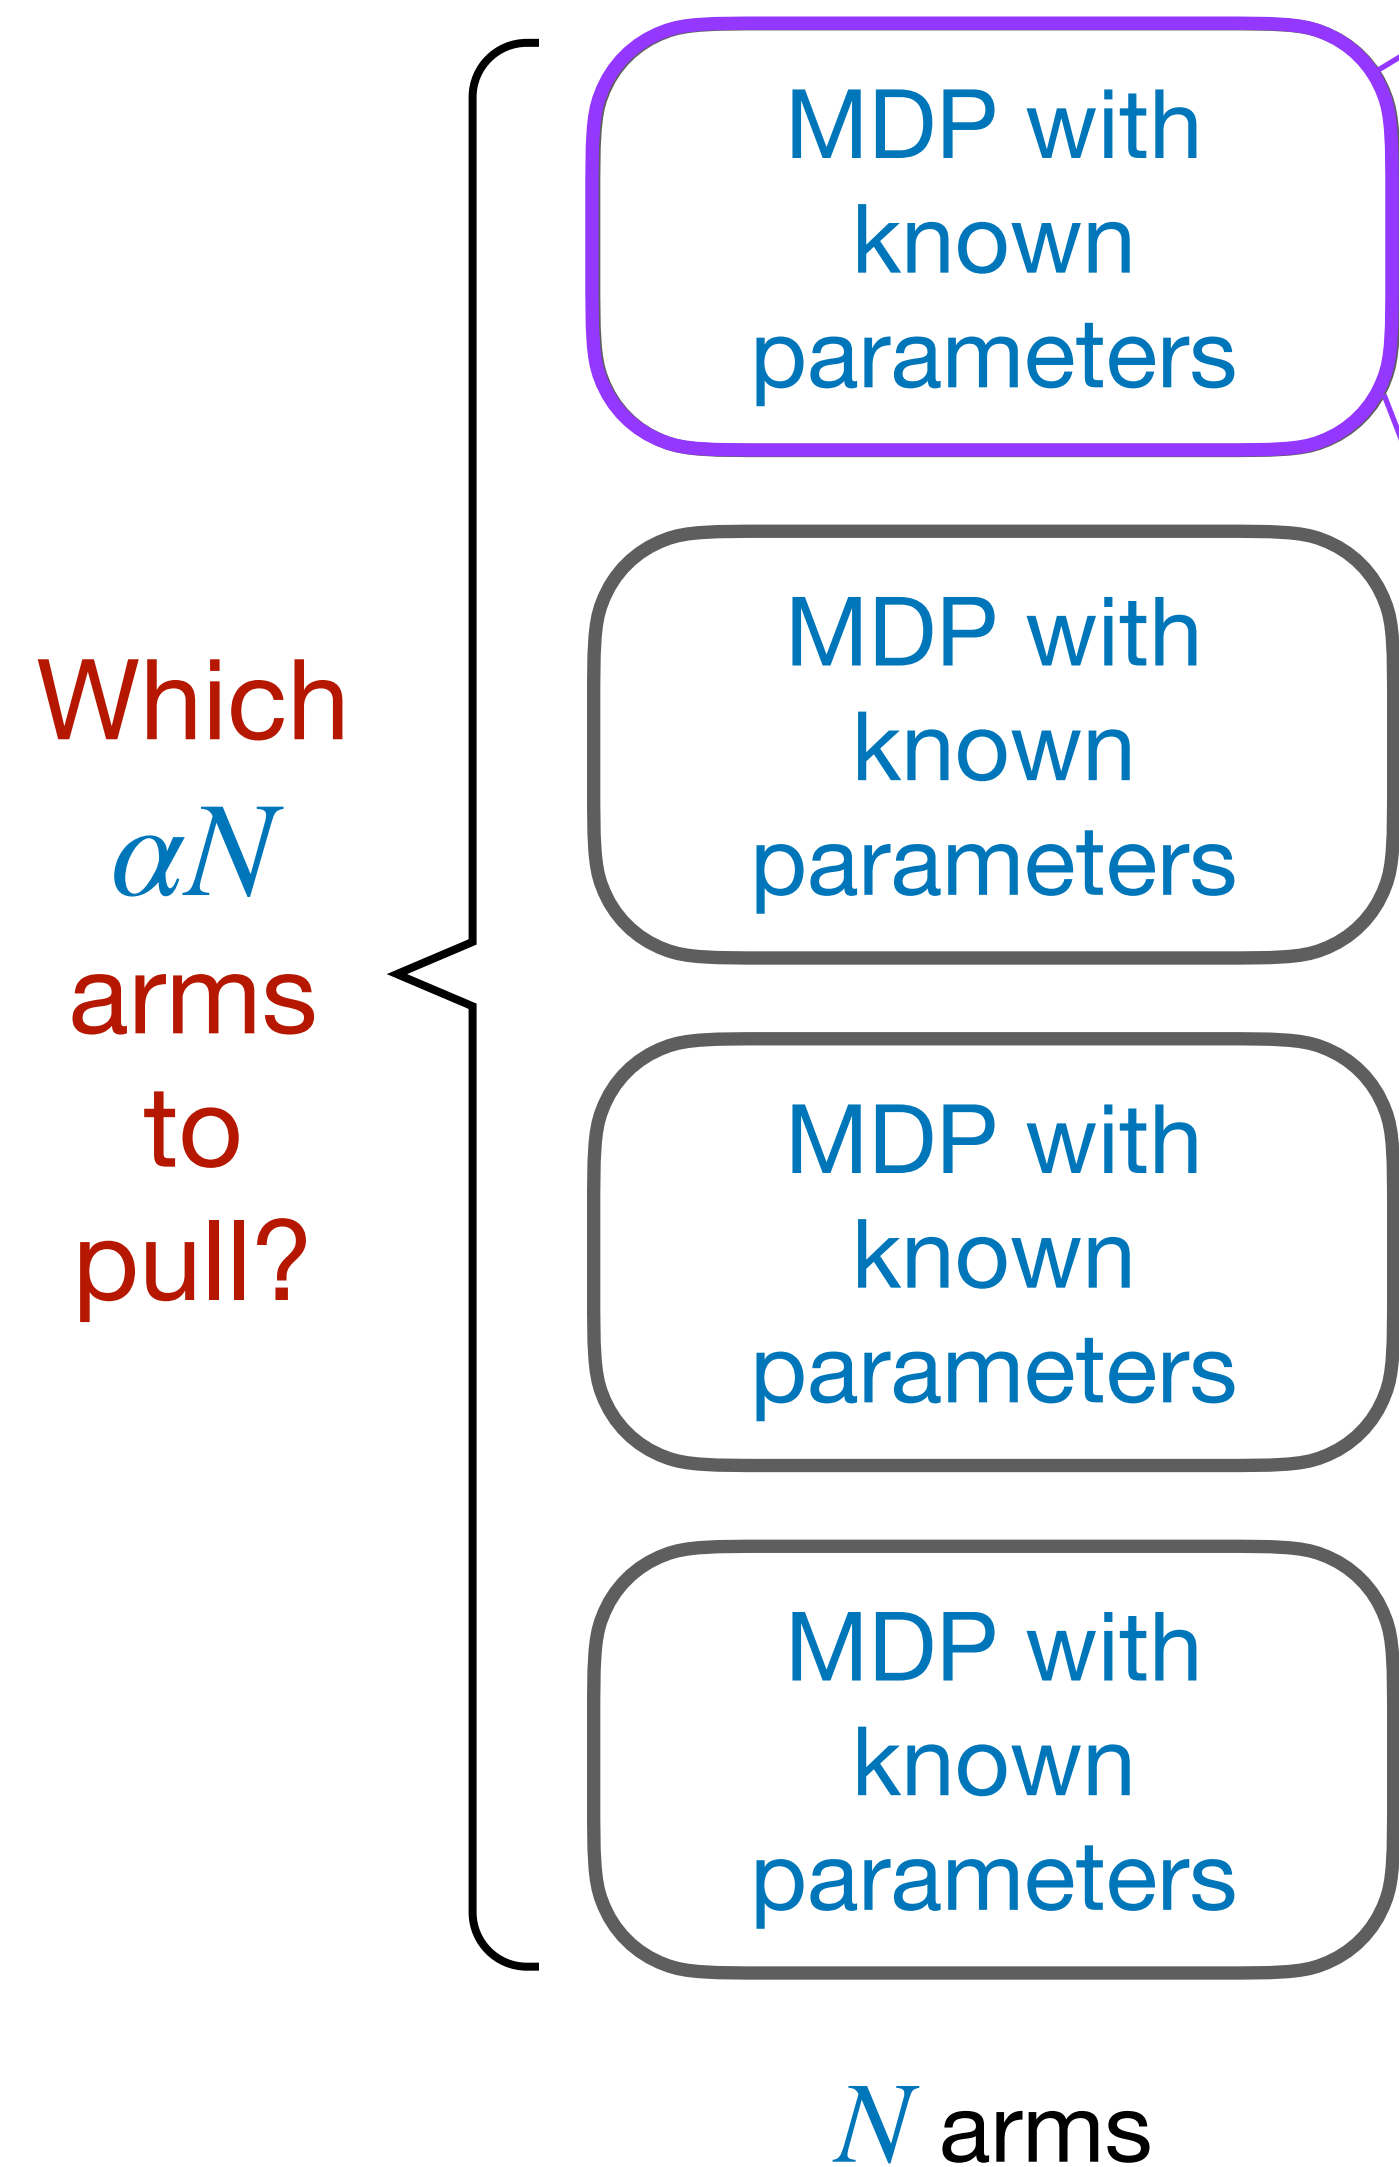 Which
αN
arms
to
pull?
MDP with
known
parameters
MDP with
known
parameters
MDP with
known
parameters
MDP with
known
parameters
N arms